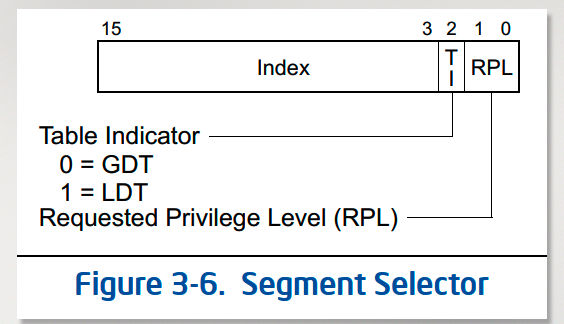 15 3 2 1 0
Index TI RPL
Table Indicator
0 = GDT
1 = LDT
Requested Privilege Level (RPL)
Figure 3-6. Segment Selector